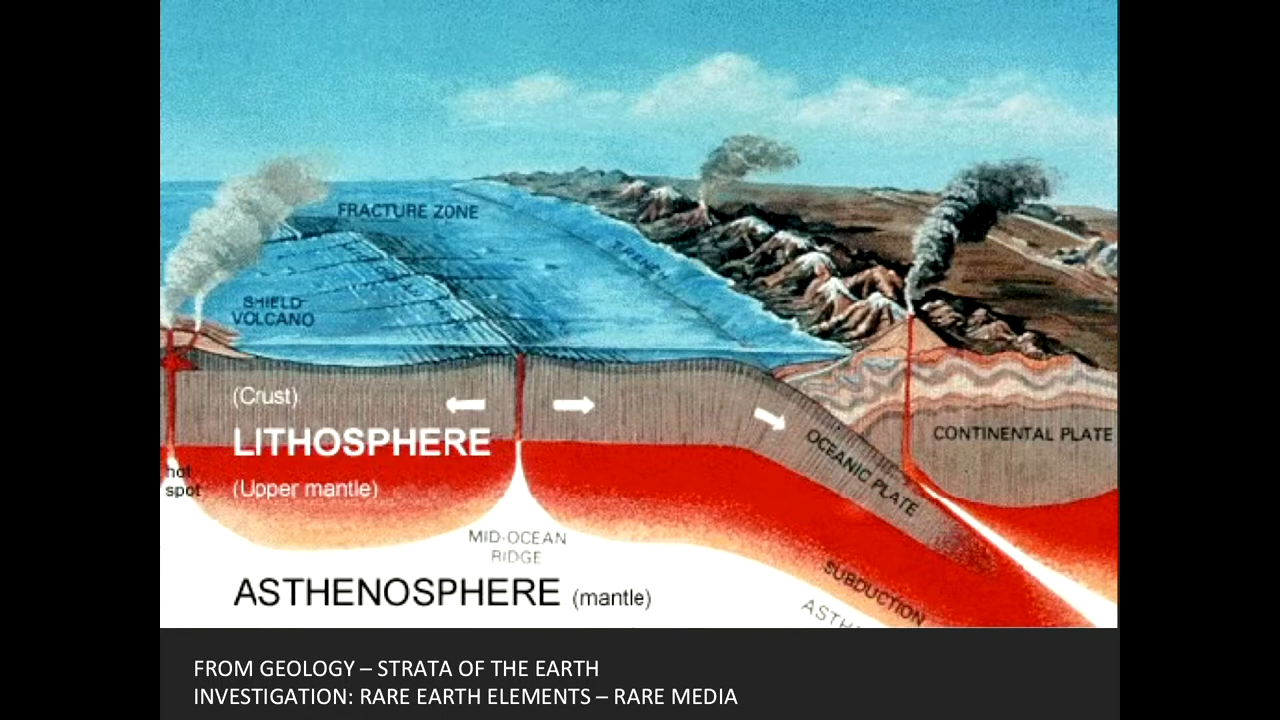 FRACTURE ZONE
TRENCH
SHIELD
VOLCANO
(Crust)
LITHOSPHERE
CONTINENTAL PLATE
OCEANIC PLATE
hot
spot
(Upper mantle)
MID-OCEAN
RIDGE
SUBDUCTION
ASTHENOSPHERE (mantle)
FROM GEOLOGY – STRATA OF THE EARTH
INVESTIGATION: RARE EARTH ELEMENTS – RARE MEDIA